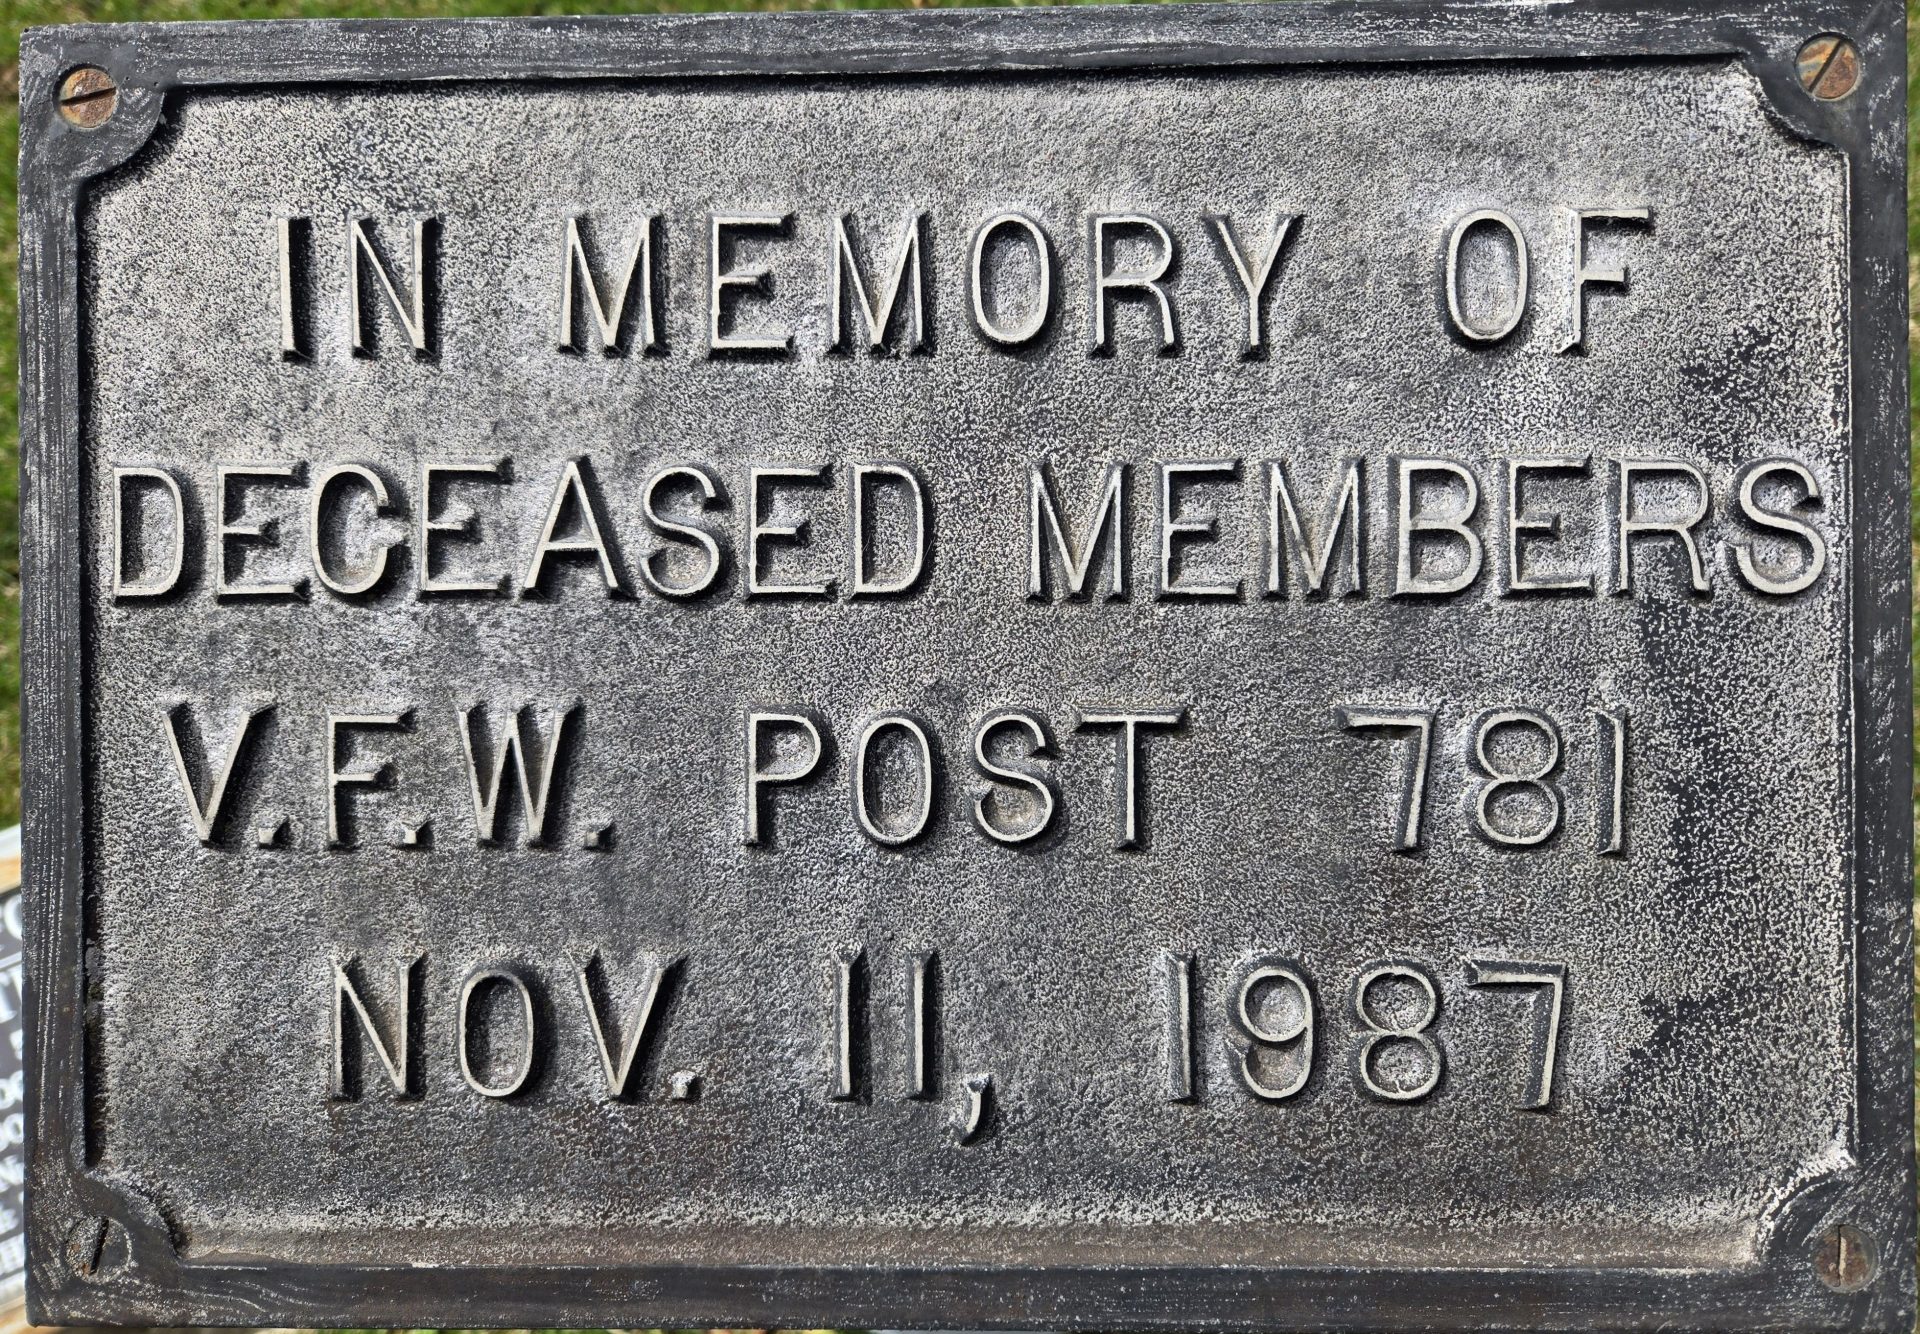 IN MEMORY OF
DECEASED MEMBERS
V.F.W. POST 781
NOV. 11, 1987